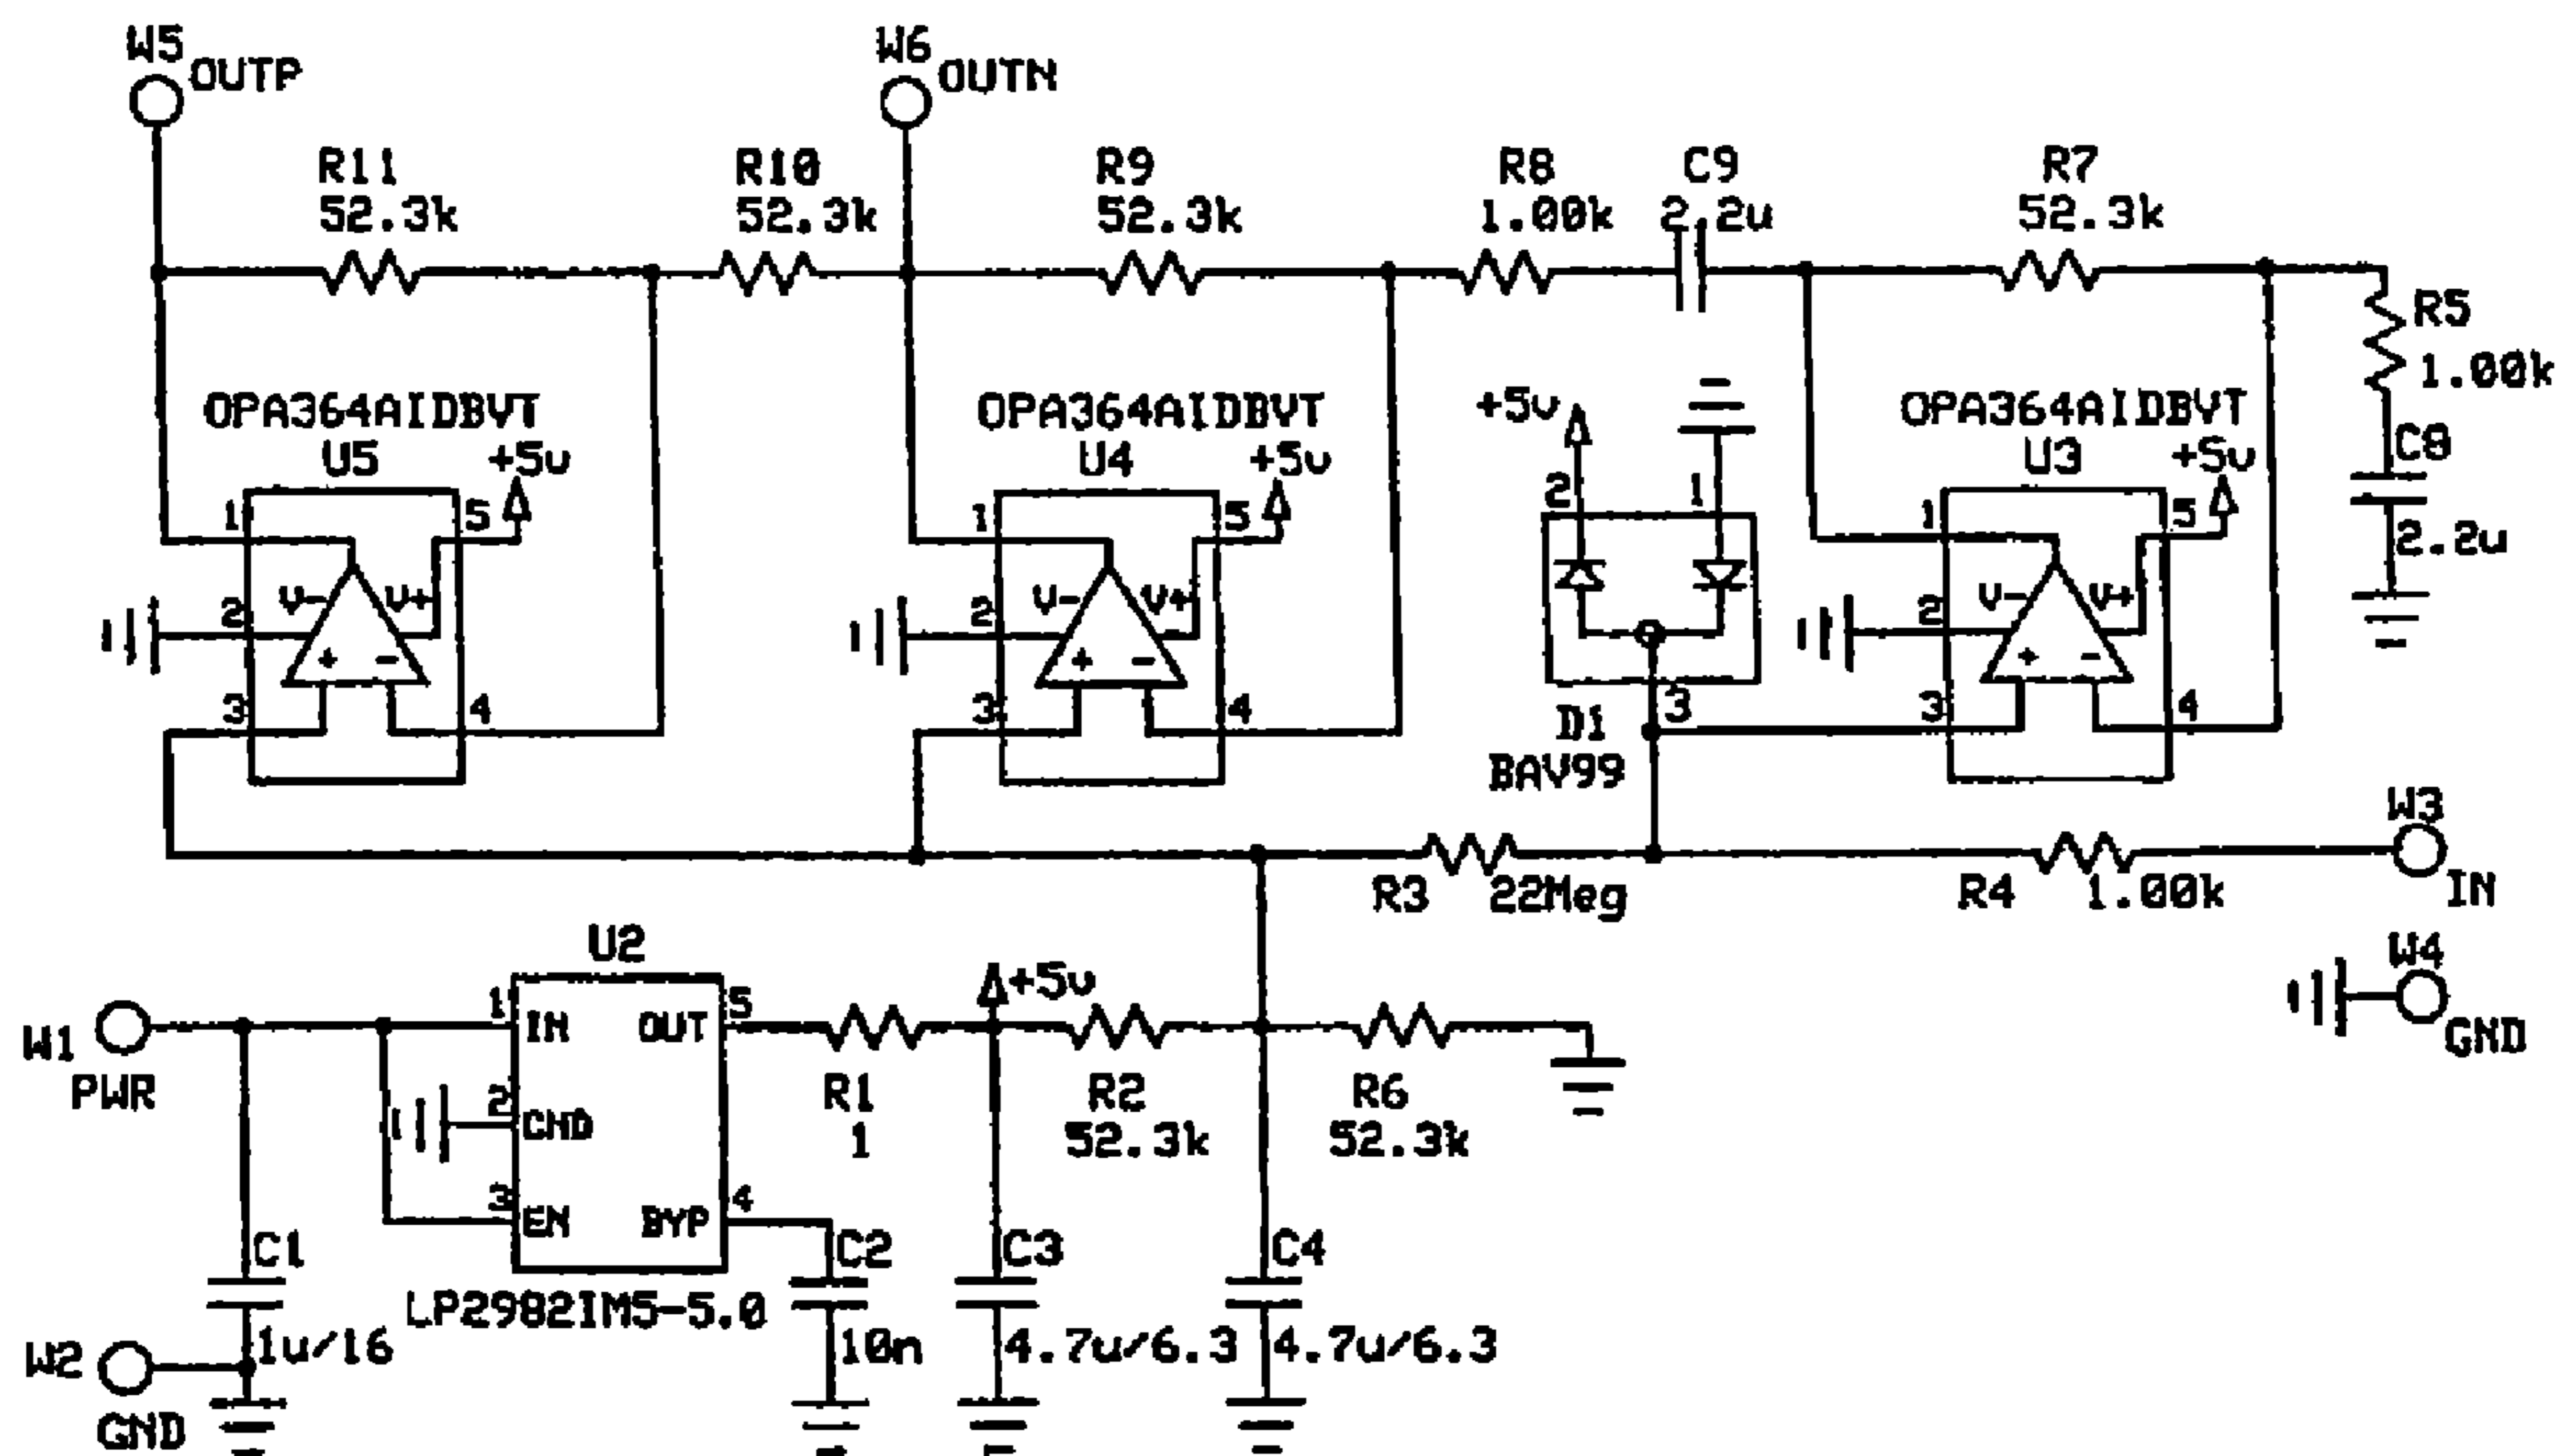 W5
OUTP
W6
OUTN
R11
52.3k
R10
52.3k
R9
52.3k
R8
1.00k
C9
2.2u
R7
52.3k
R5
1.00k
C8
2.2u
OPA364AIDBVT
U5
+5v
1
5
V-
V+
2
+
-
3
4
OPA364AIDBVT
U4
+5v
1
5
V-
V+
2
+
-
3
4
+5v
2
1
3
D1
BAV99
OPA364AIDBVT
U3
+5v
1
5
V-
V+
2
+
-
3
4
W3
IN
R3
22Meg
R4
1.00k
W4
GND
W1
PWR
U2
1
IN
OUT
5
2
GND
3
EN
BYP
4
LP2982IM5-5.0
+5v
R1
1
R2
52.3k
R6
52.3k
C1
1u/16
C2
10n
C3
4.7u/6.3
C4
4.7u/6.3
W2
GND